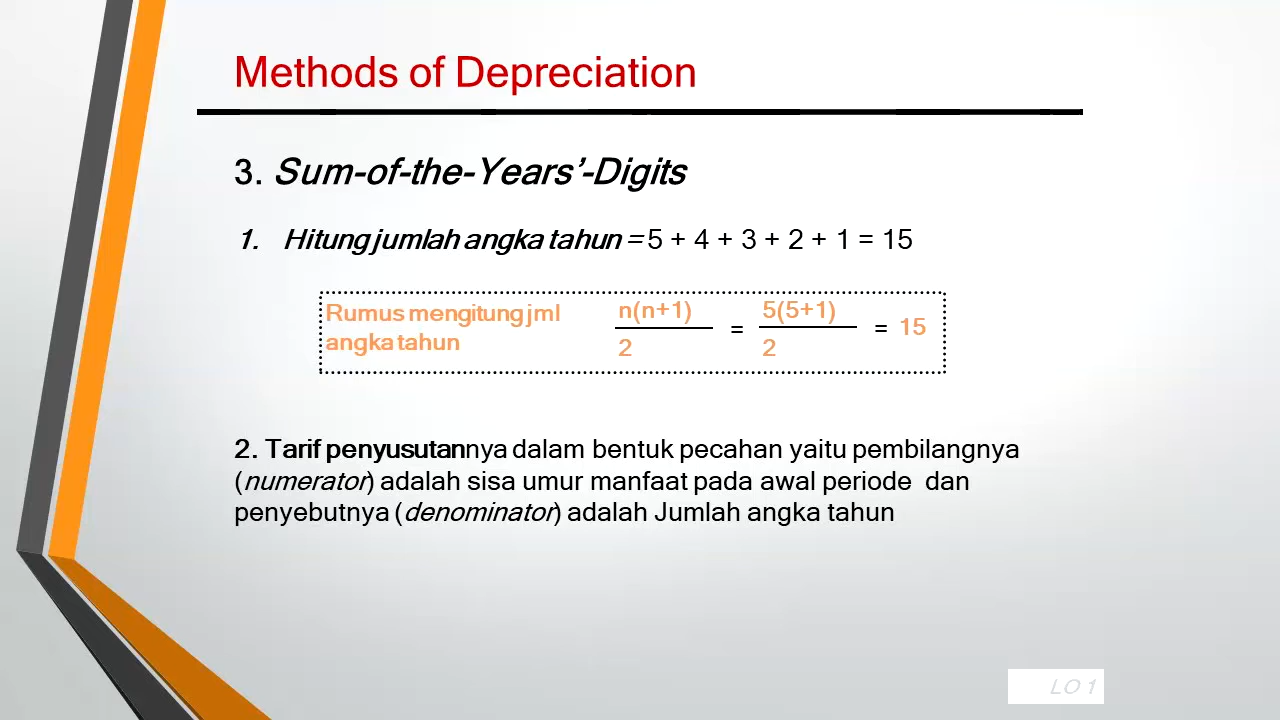 Methods of Depreciation
3. Sum-of-the-Years’-Digits
1. Hitung jumlah angka tahun = 5 + 4 + 3 + 2 + 1 = 15
Rumus mengitung jml
angka tahun
n(n+1)
2
=
5(5+1)
2
= 15
2. Tarif penyusutannya dalam bentuk pecahan yaitu pembilangnya
(numerator) adalah sisa umur manfaat pada awal periode dan
penyebutnya (denominator) adalah Jumlah angka tahun
LO 1